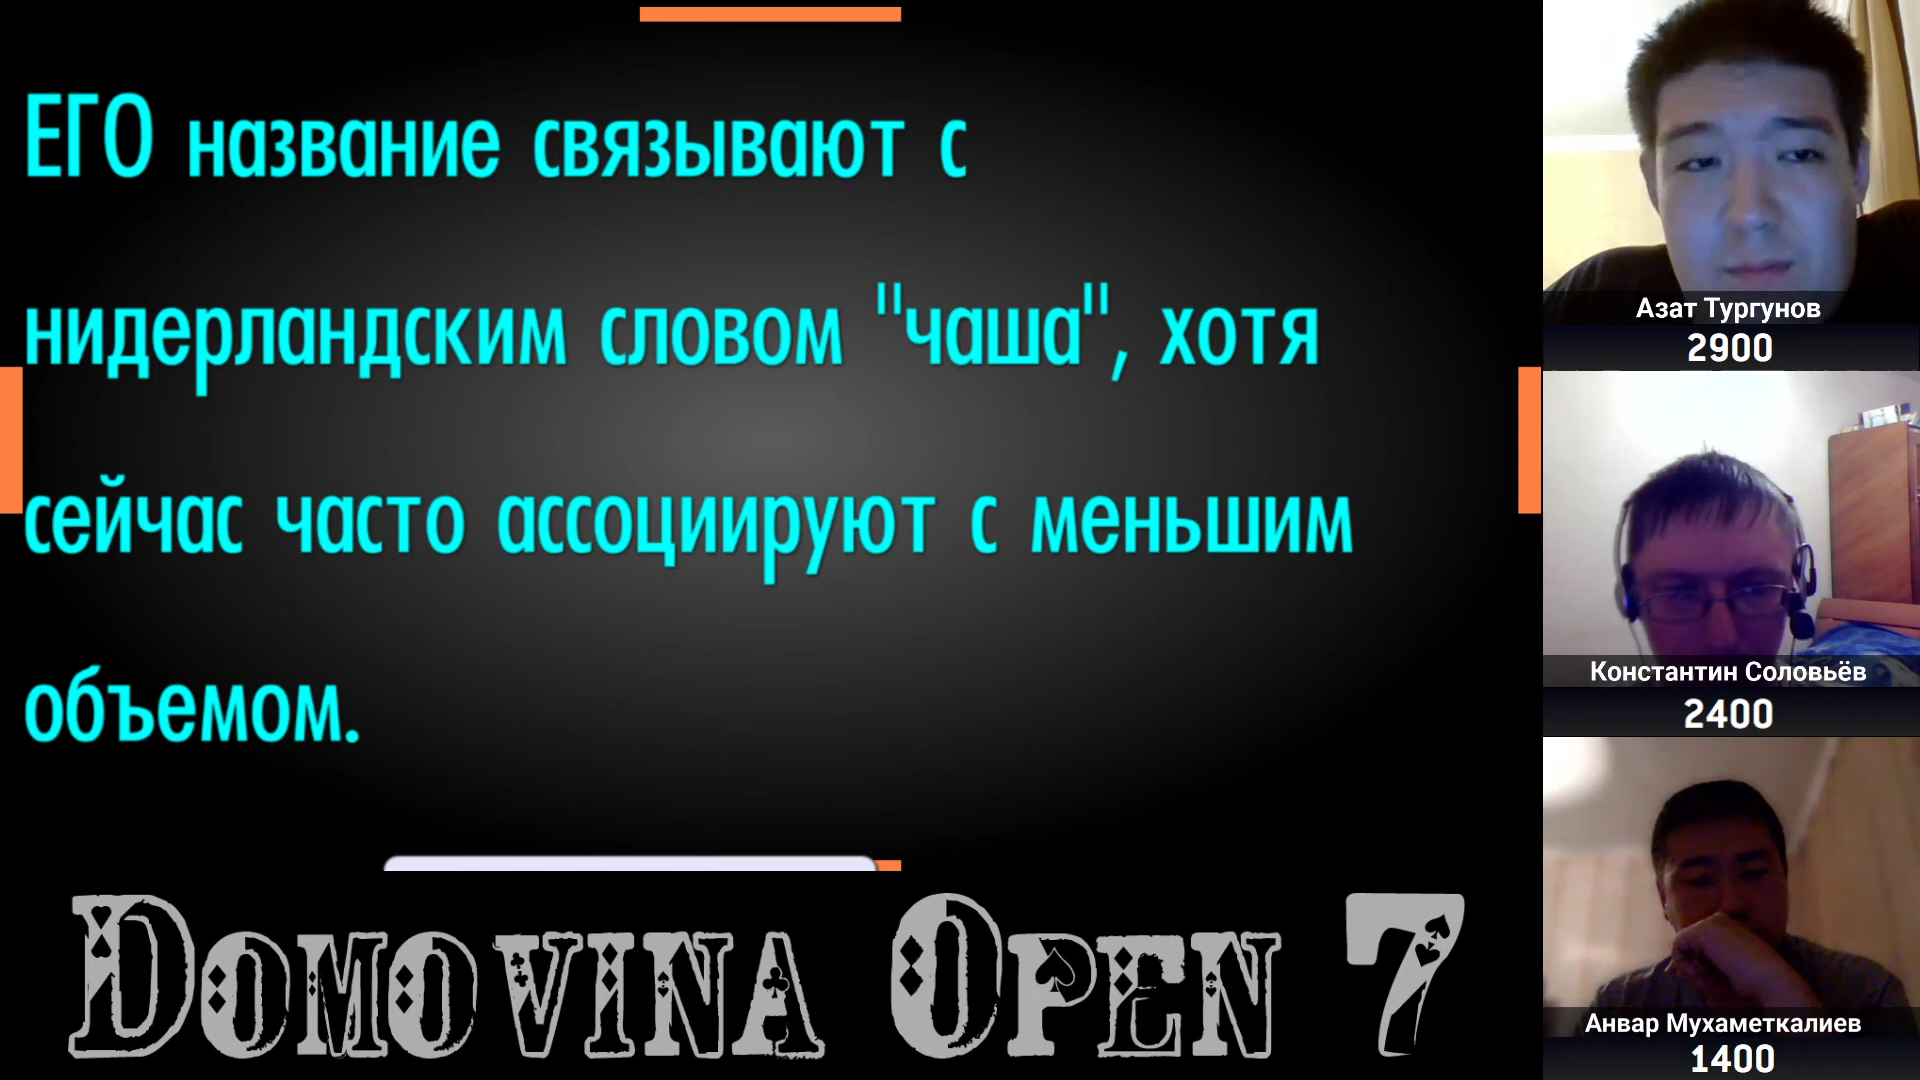 ЕГО название связывают с
нидерландским словом "чаша", хотя
сейчас часто ассоциируют с меньшим
объемом.
DOMOVINA OPEN 7
Азат Тургунов
2900
Константин Соловьёв
2400
Анвар Мухаметкалиев
1400